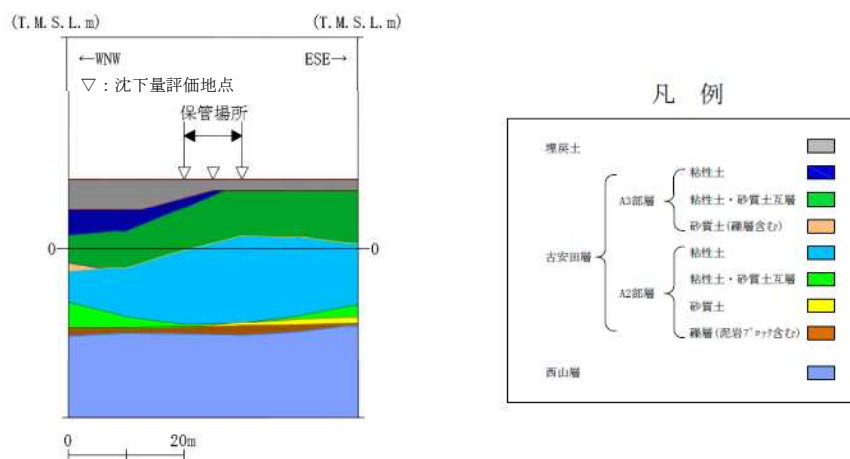 (T.M.S.L.m)
(T.M.S.L.m)
←WNW
ESE→
▽：沈下量評価地点
保管場所
0
0
0
20m
凡 例
埋戻土
古安田層
A3部層
粘性土
粘性土・砂質土互層
砂質土(礫層含む)
A2部層
粘性土
粘性土・砂質土互層
砂質土
礫層(泥岩ﾌﾞﾛｯｸ含む)
西山層